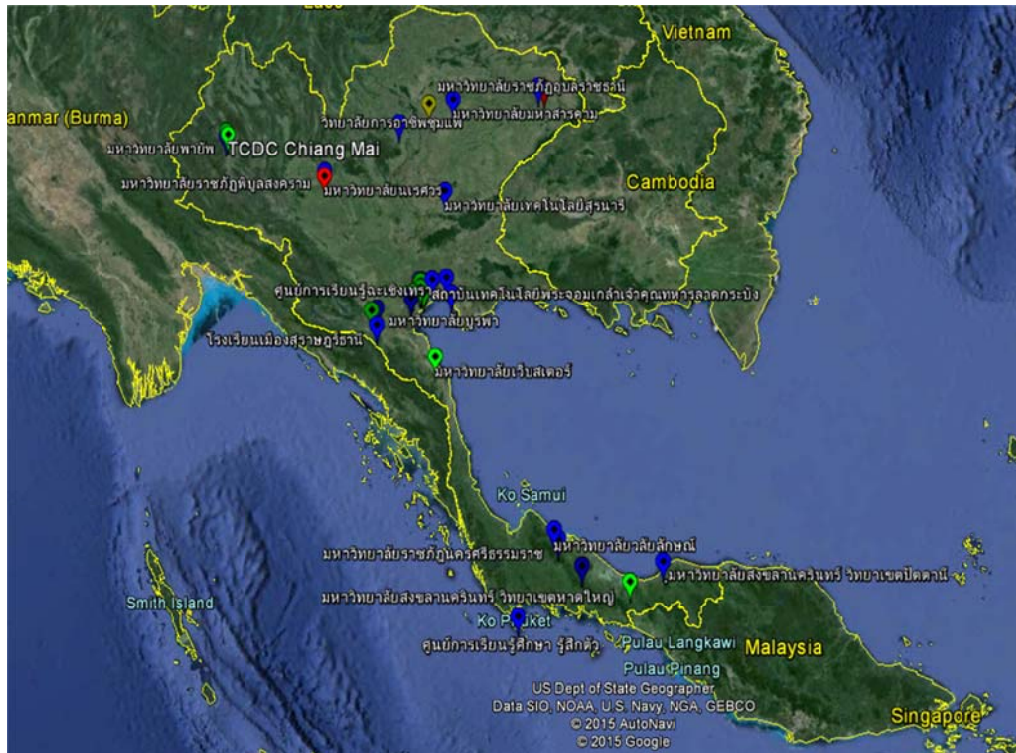 Laos
Vietnam
anmar (Burma)
มหาวิทยาลัยราชภัฏอุบลราชธานี
มหาวิทยาลัยมหาสารคาม
วิทยาลัยการอาชีพชุมแพ
มหาวิทยาลัยพายัพ
TCDC Chiang Mai
มหาวิทยาลัยราชภัฏพิบูลสงคราม
มหาวิทยาลัยนเรศวร
Cambodia
มหาวิทยาลัยเทคโนโลยีสุรนารี
ศูนย์การเรียนรู้ฉะเชิงเทรา
สถาบันเทคโนโลยีพระจอมเกล้าเจ้าคุณทหารลาดกระบัง
มหาวิทยาลัยบูรพา
โรงเรียนเมืองสุราษฎร์ธานี
มหาวิทยาลัยเว็บสเตอร์
Ko Samui
มหาวิทยาลัยราชภัฏนครศรีธรรมราช
มหาวิทยาลัยวลัยลักษณ์
มหาวิทยาลัยสงขลานครินทร์ วิทยาเขตปัตตานี
มหาวิทยาลัยสงขลานครินทร์ วิทยาเขตหาดใหญ่
Smith Island
Ko Phuket
ศูนย์การเรียนรู้ศึกษา รู้สึกตัว
Pulau Langkawi
Malaysia
Pulau Pinang
US Dept of State Geographer
Data SIO, NOAA, U.S. Navy, NGA, GEBCO
© 2015 AutoNavi
© 2015 Google
Singapore